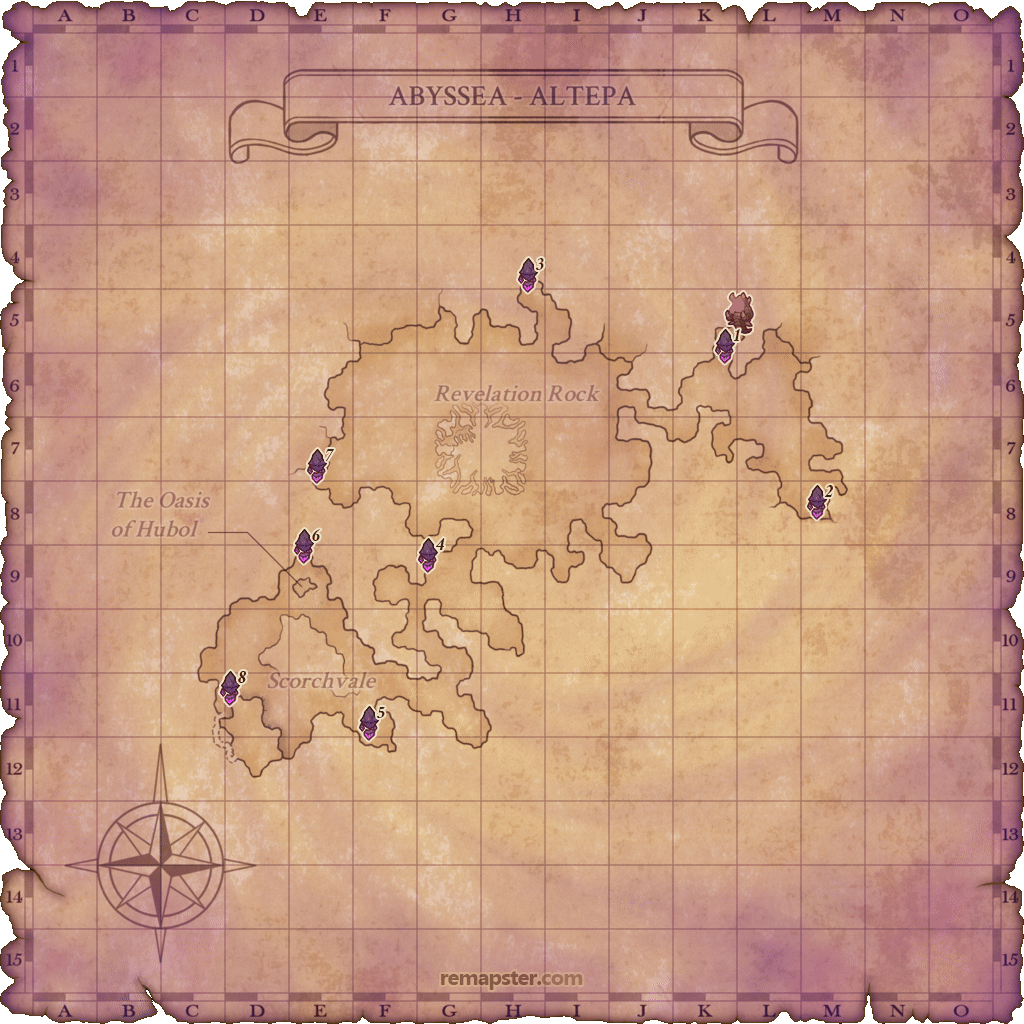 A B C D E F G H I J K L M N O
1 1
ABYSSEA - ALTEPA
2 2
3 3
4 4
3
5 5
1
6 6
Revelation Rock
7 7
7
2
The Oasis
8 8
of Hubol
6
4
9 9
10 10
8
Scorchvale
11 11
5
12 12
13 13
14 14
15 15
remapster.com
A B C D E F G H I J K L M N O